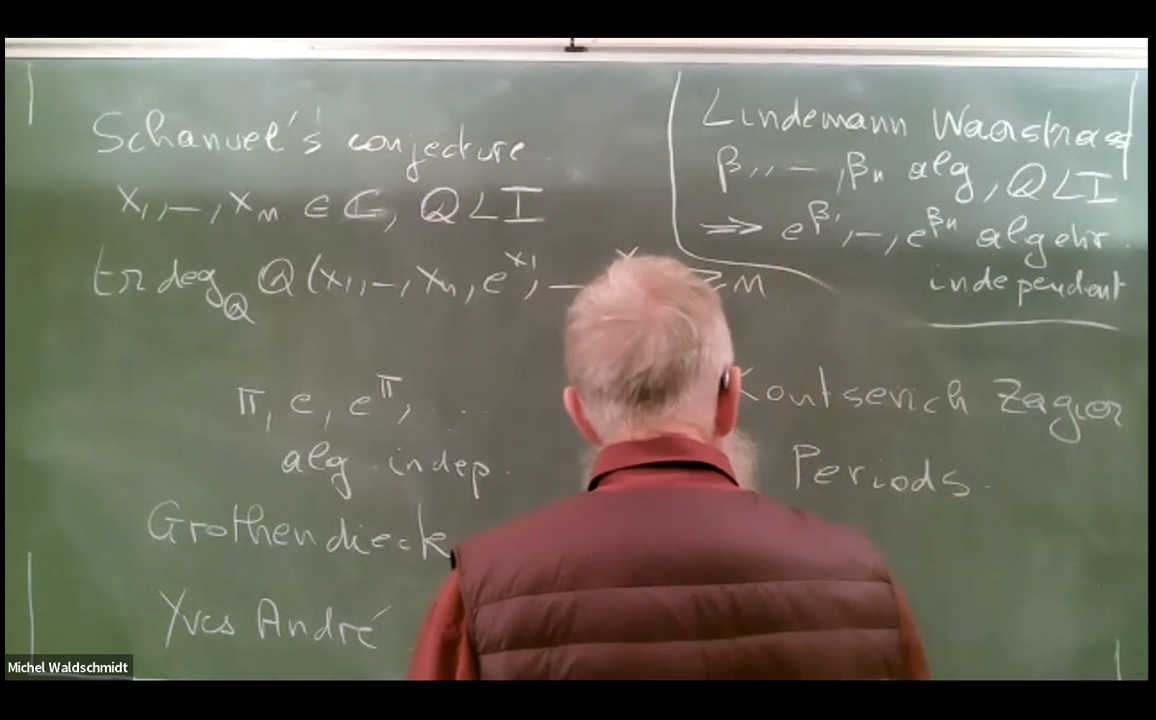 Schanuel's conjecture.
x₁, –, xₙ ∈ ℂ, ℚ L I
tr deg_ℚ ℚ(x₁, –, xₙ, e^{x₁}, – ≥ n
π, e, e^π, ....
alg. indep.
Grothendieck
Yves André
Lindemann Weierstrass
β₁, –, βₙ alg, ℚ L I
⇒ e^{β₁}, –, e^{βₙ} algebr.
independent
Kontsevich Zagier
Periods.
Michel Waldschmidt